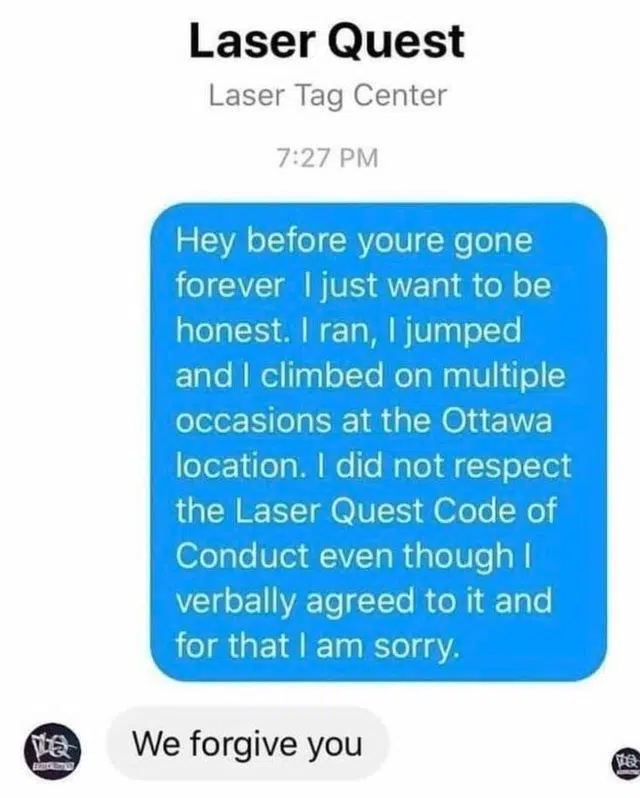 Laser Quest
Laser Tag Center
7:27 PM
Hey before youre gone
forever  I just want to be
honest. I ran, I jumped
and I climbed on multiple
occasions at the Ottawa
location. I did not respect
the Laser Quest Code of
Conduct even though I
verbally agreed to it and
for that I am sorry.
We forgive you